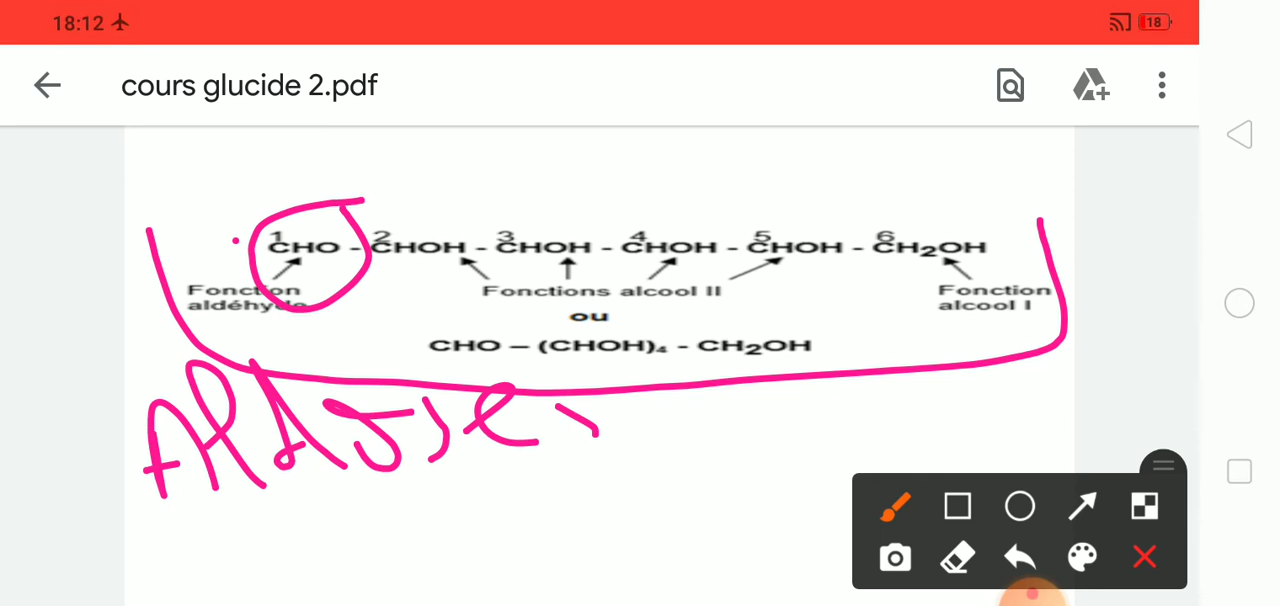 18:12 18
cours glucide 2.pdf
1 2 3 4 5 6
CHO - CHOH - CHOH - CHOH - CHOH - CH₂OH
Fonction aldéhyde Fonctions alcool II Fonction alcool I
ou
CHO – (CHOH)₄ - CH₂OH
Aldoses